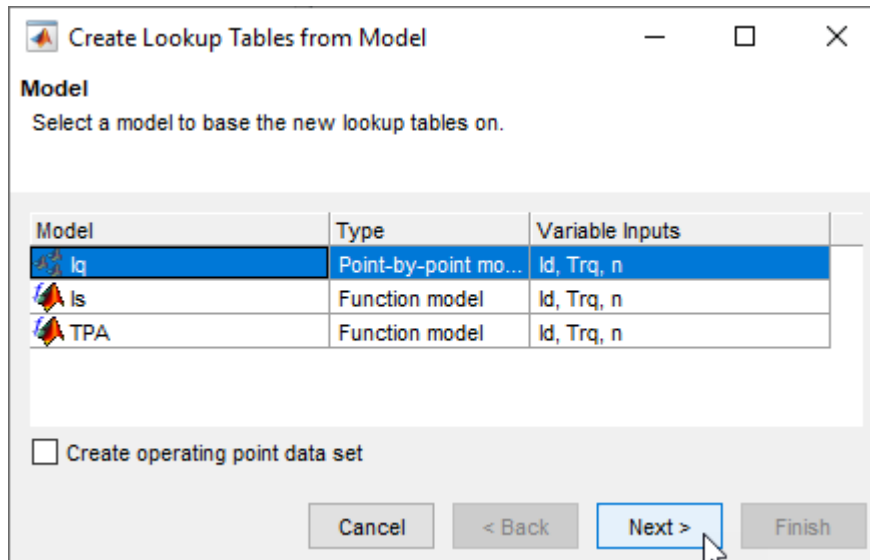 Create Lookup Tables from Model
Model
Select a model to base the new lookup tables on.
Model Type Variable Inputs
Iq Point-by-point mo... Id, Trq, n
Is Function model Id, Trq, n
TPA Function model Id, Trq, n
Create operating point data set
Cancel < Back Next > Finish